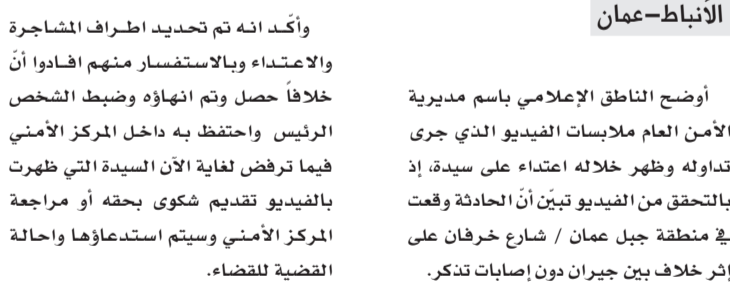 الأنباط–عمان
أوضح الناطق الإعلامي باسم مديرية
الأمن العام ملابسات الفيديو الذي جرى
تداوله وظهر خلاله اعتداء على سيدة، إذ
بالتحقق من الفيديو تبيّن أنّ الحادثة وقعت
في منطقة جبل عمان / شارع خرفان على
إثر خلاف بين جيران دون إصابات تذكر.
وأكّد انه تم تحديد اطراف المشاجرة
والاعتداء وبالاستفسار منهم افادوا أنّ
خلافاً حصل وتم انهاؤه وضبط الشخص
الرئيس واحتفظ به داخل المركز الأمني
فيما ترفض لغاية الآن السيدة التي ظهرت
بالفيديو تقديم شكوى بحقه أو مراجعة
المركز الأمني وسيتم استدعاؤها واحالة
القضية للقضاء.